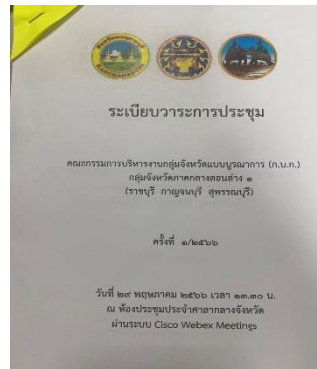 ระเบียบวาระการประชุม
คณะกรรมการบริหารงานกลุ่มจังหวัดแบบบูรณาการ (ก.บ.ก.)
กลุ่มจังหวัดภาคกลางตอนล่าง ๑
(ราชบุรี กาญจนบุรี สุพรรณบุรี)
ครั้งที่ ๑/๒๕๖๖
วันที่ ๒๙ พฤษภาคม ๒๕๖๖ เวลา ๑๓.๓๐ น.
ณ ห้องประชุมประจำศาลากลางจังหวัด
ผ่านระบบ Cisco Webex Meetings